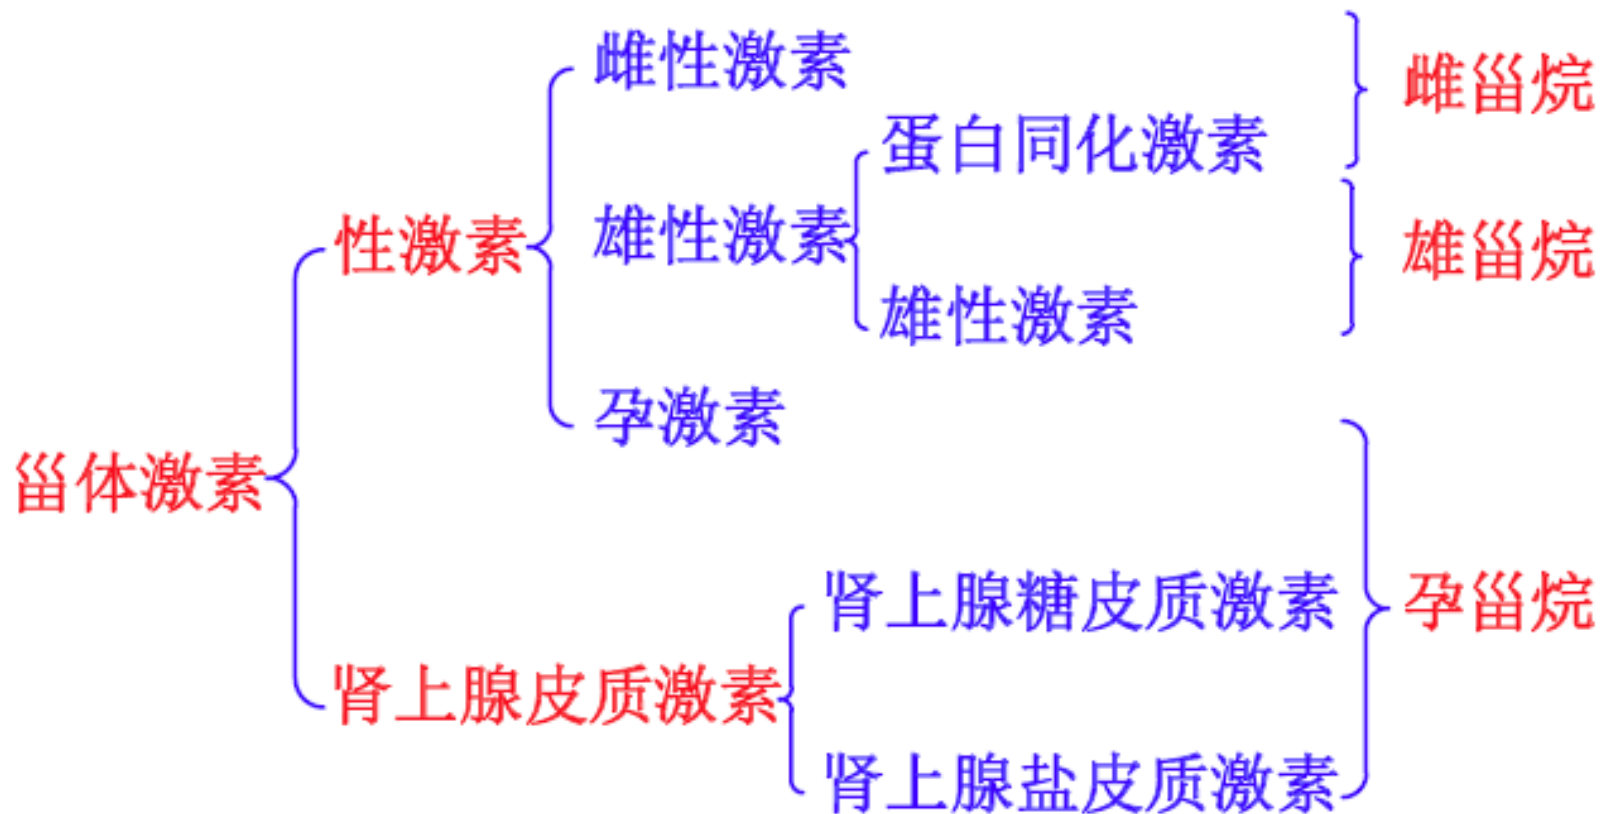 雌性激素
雌甾烷
蛋白同化激素
性激素
雄性激素
雄甾烷
雄性激素
孕激素
甾体激素
肾上腺糖皮质激素
孕甾烷
肾上腺皮质激素
肾上腺盐皮质激素